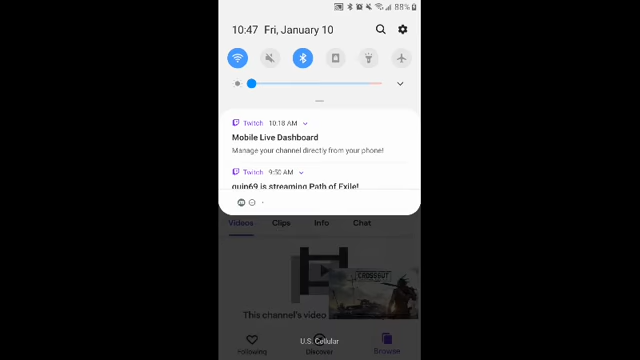 88%
10:47 Fri, January 10
Twitch 10:18 AM
Mobile Live Dashboard
Manage your channel directly from your phone!
Twitch 9:50 AM
quin69 is streaming Path of Exile!
Videos Clips Info Chat
CROSSOUT
This channel's video
U.S. Cellular
Following Discover Browse